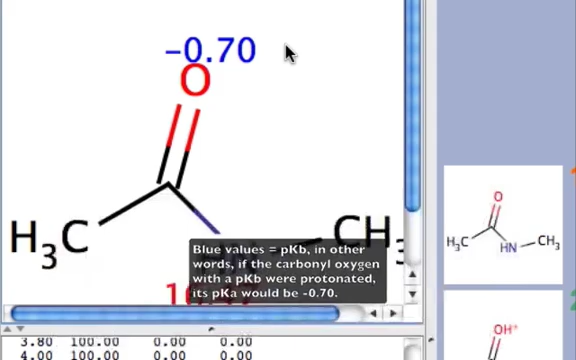 −0.70
O
H3C
CH3
HN
Blue values = pKb, in other
words, if the carbonyl oxygen
with a pKb were protonated,
its pKa would be -0.70.
3.80 100.00 0.00 0.00
4.00 100.00 0.00 0.00
O
H₃C
HN
CH₃
OH⁺